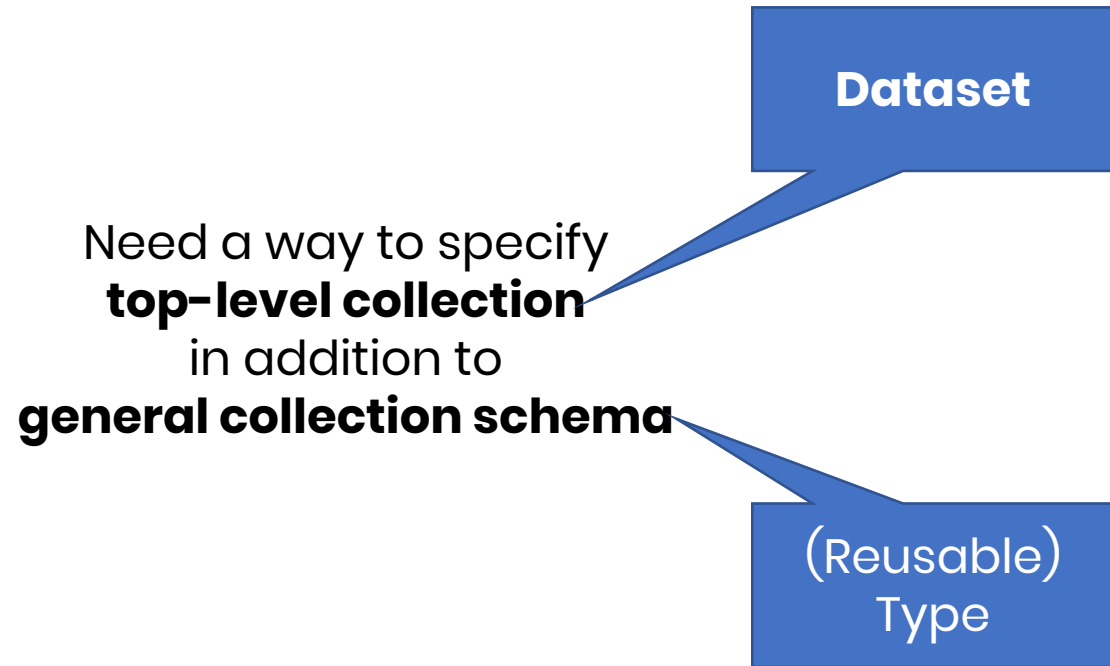 Dataset
Need a way to specify
top-level collection
in addition to
general collection schema
(Reusable)
Type